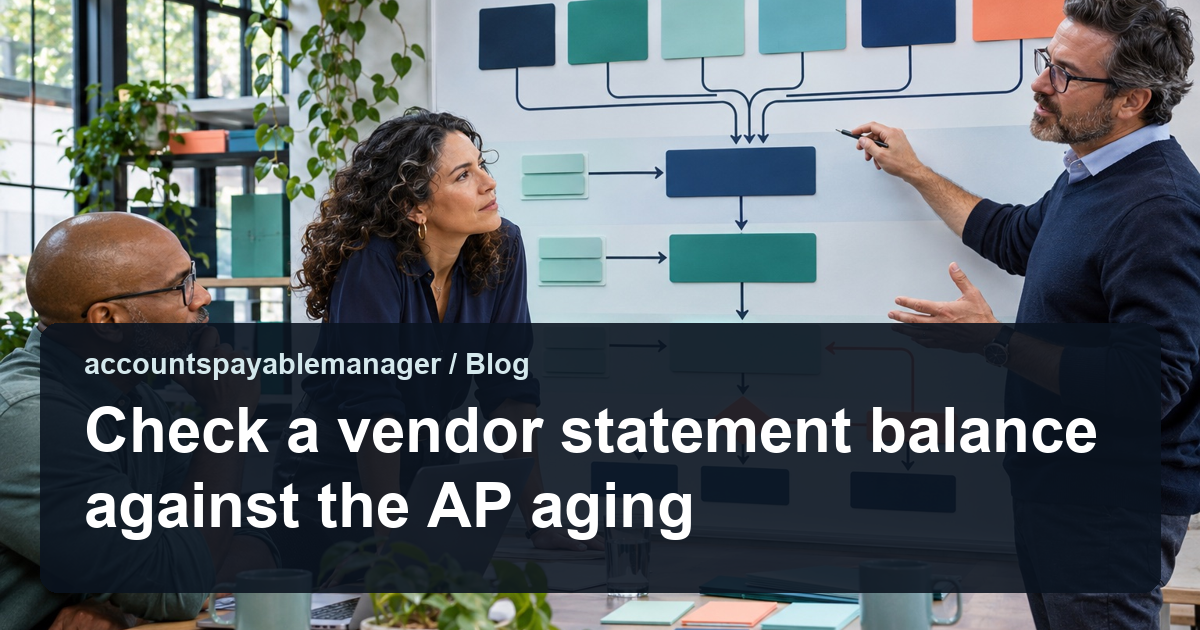 accountspayablemanager / Blog
Check a vendor statement balance
against the AP aging